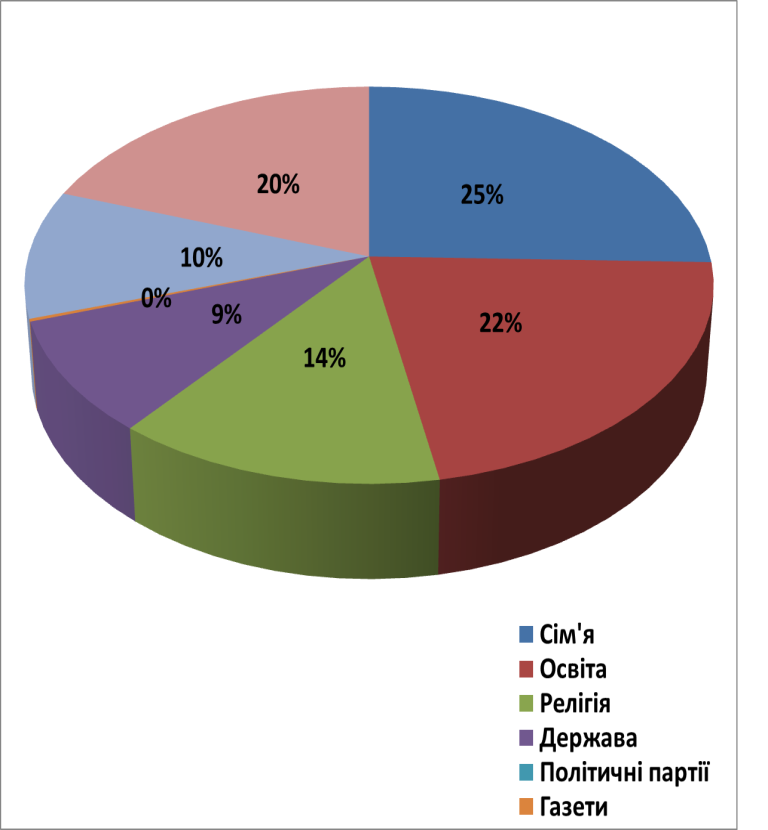 20%
25%
10%
0%
9%
22%
14%
Сім'я
Освіта
Релігія
Держава
Політичні партії
Газети